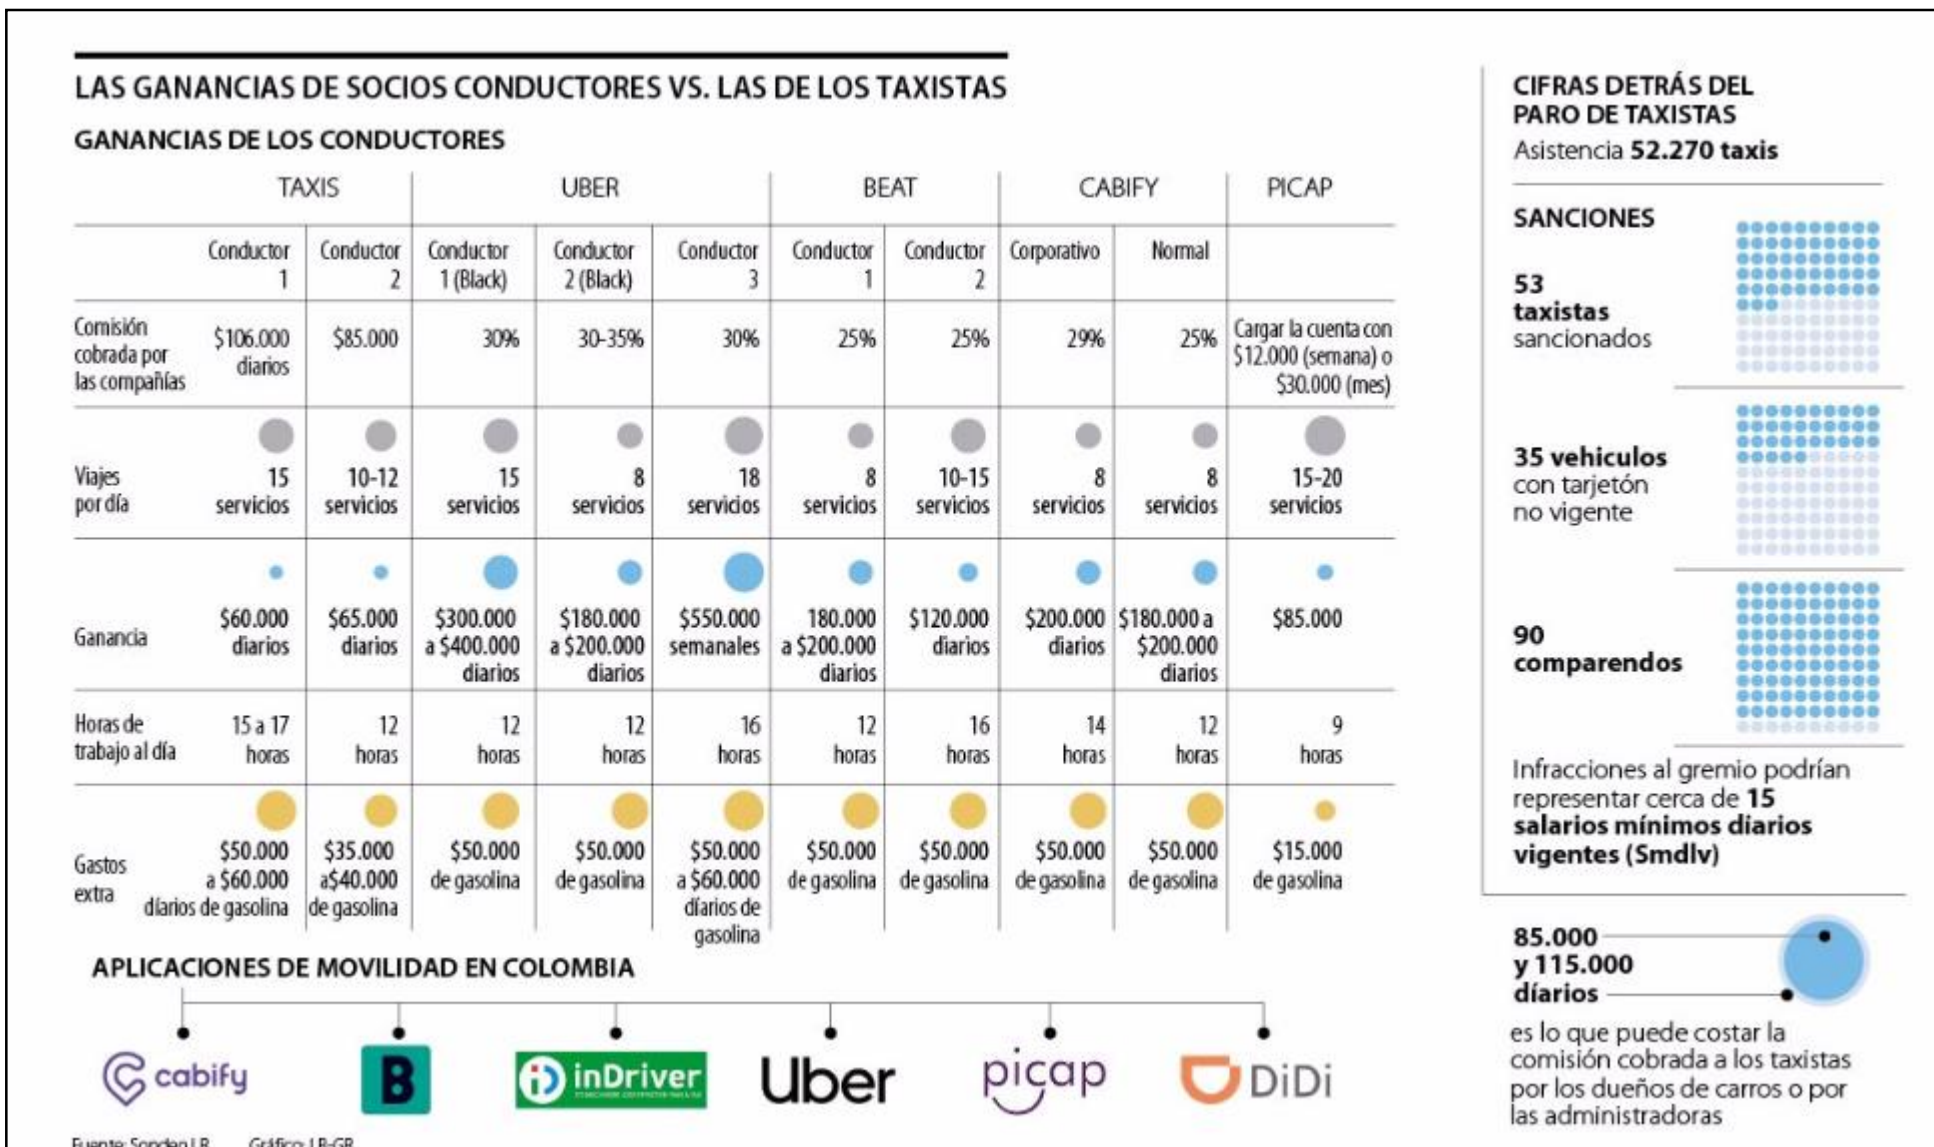 LAS GANANCIAS DE SOCIOS CONDUCTORES VS. LAS DE LOS TAXISTAS
GANANCIAS DE LOS CONDUCTORES
TAXIS UBER BEAT CABIFY PICAP
Conductor 1 Conductor 2 Conductor 1 (Black) Conductor 2 (Black) Conductor 3 Conductor 1 Conductor 2 Corporativo Normal
Comisión cobrada por las compañías $106.000 diarios $85.000 30% 30-35% 30% 25% 25% 29% 25% Cargar la cuenta con $12.000 (semana) o $30.000 (mes)
Viajes por día 15 servicios 10-12 servicios 15 servicios 8 servicios 18 servicios 8 servicios 10-15 servicios 8 servicios 8 servicios 15-20 servicios
Ganancia $60.000 diarios $65.000 diarios $300.000 a $400.000 diarios $180.000 a $200.000 diarios $550.000 semanales 180.000 a $200.000 diarios $120.000 diarios $200.000 diarios $180.000 a $200.000 diarios $85.000
Horas de trabajo al día 15 a 17 horas 12 horas 12 horas 12 horas 16 horas 12 horas 16 horas 14 horas 12 horas 9 horas
Gastos extra $50.000 a $60.000 díarios de gasolina $35.000 a$40.000 de gasolina $50.000 de gasolina $50.000 de gasolina $50.000 a $60.000 díarios de gasolina $50.000 de gasolina $50.000 de gasolina $50.000 de gasolina $50.000 de gasolina $15.000 de gasolina
APLICACIONES DE MOVILIDAD EN COLOMBIA
cabify B inDriver Uber picap DiDi
Fuente: Sondeo LR Gráfico: LR-GR
CIFRAS DETRÁS DEL
PARO DE TAXISTAS
Asistencia 52.270 taxis
SANCIONES
53
taxistas
sancionados
35 vehiculos
con tarjetón
no vigente
90
comparendos
Infracciones al gremio podrían
representar cerca de 15
salarios mínimos díarios
vigentes (Smdlv)
85.000
y 115.000
díarios
es lo que puede costar la
comisión cobrada a los taxistas
por los dueños de carros o por
las administradoras